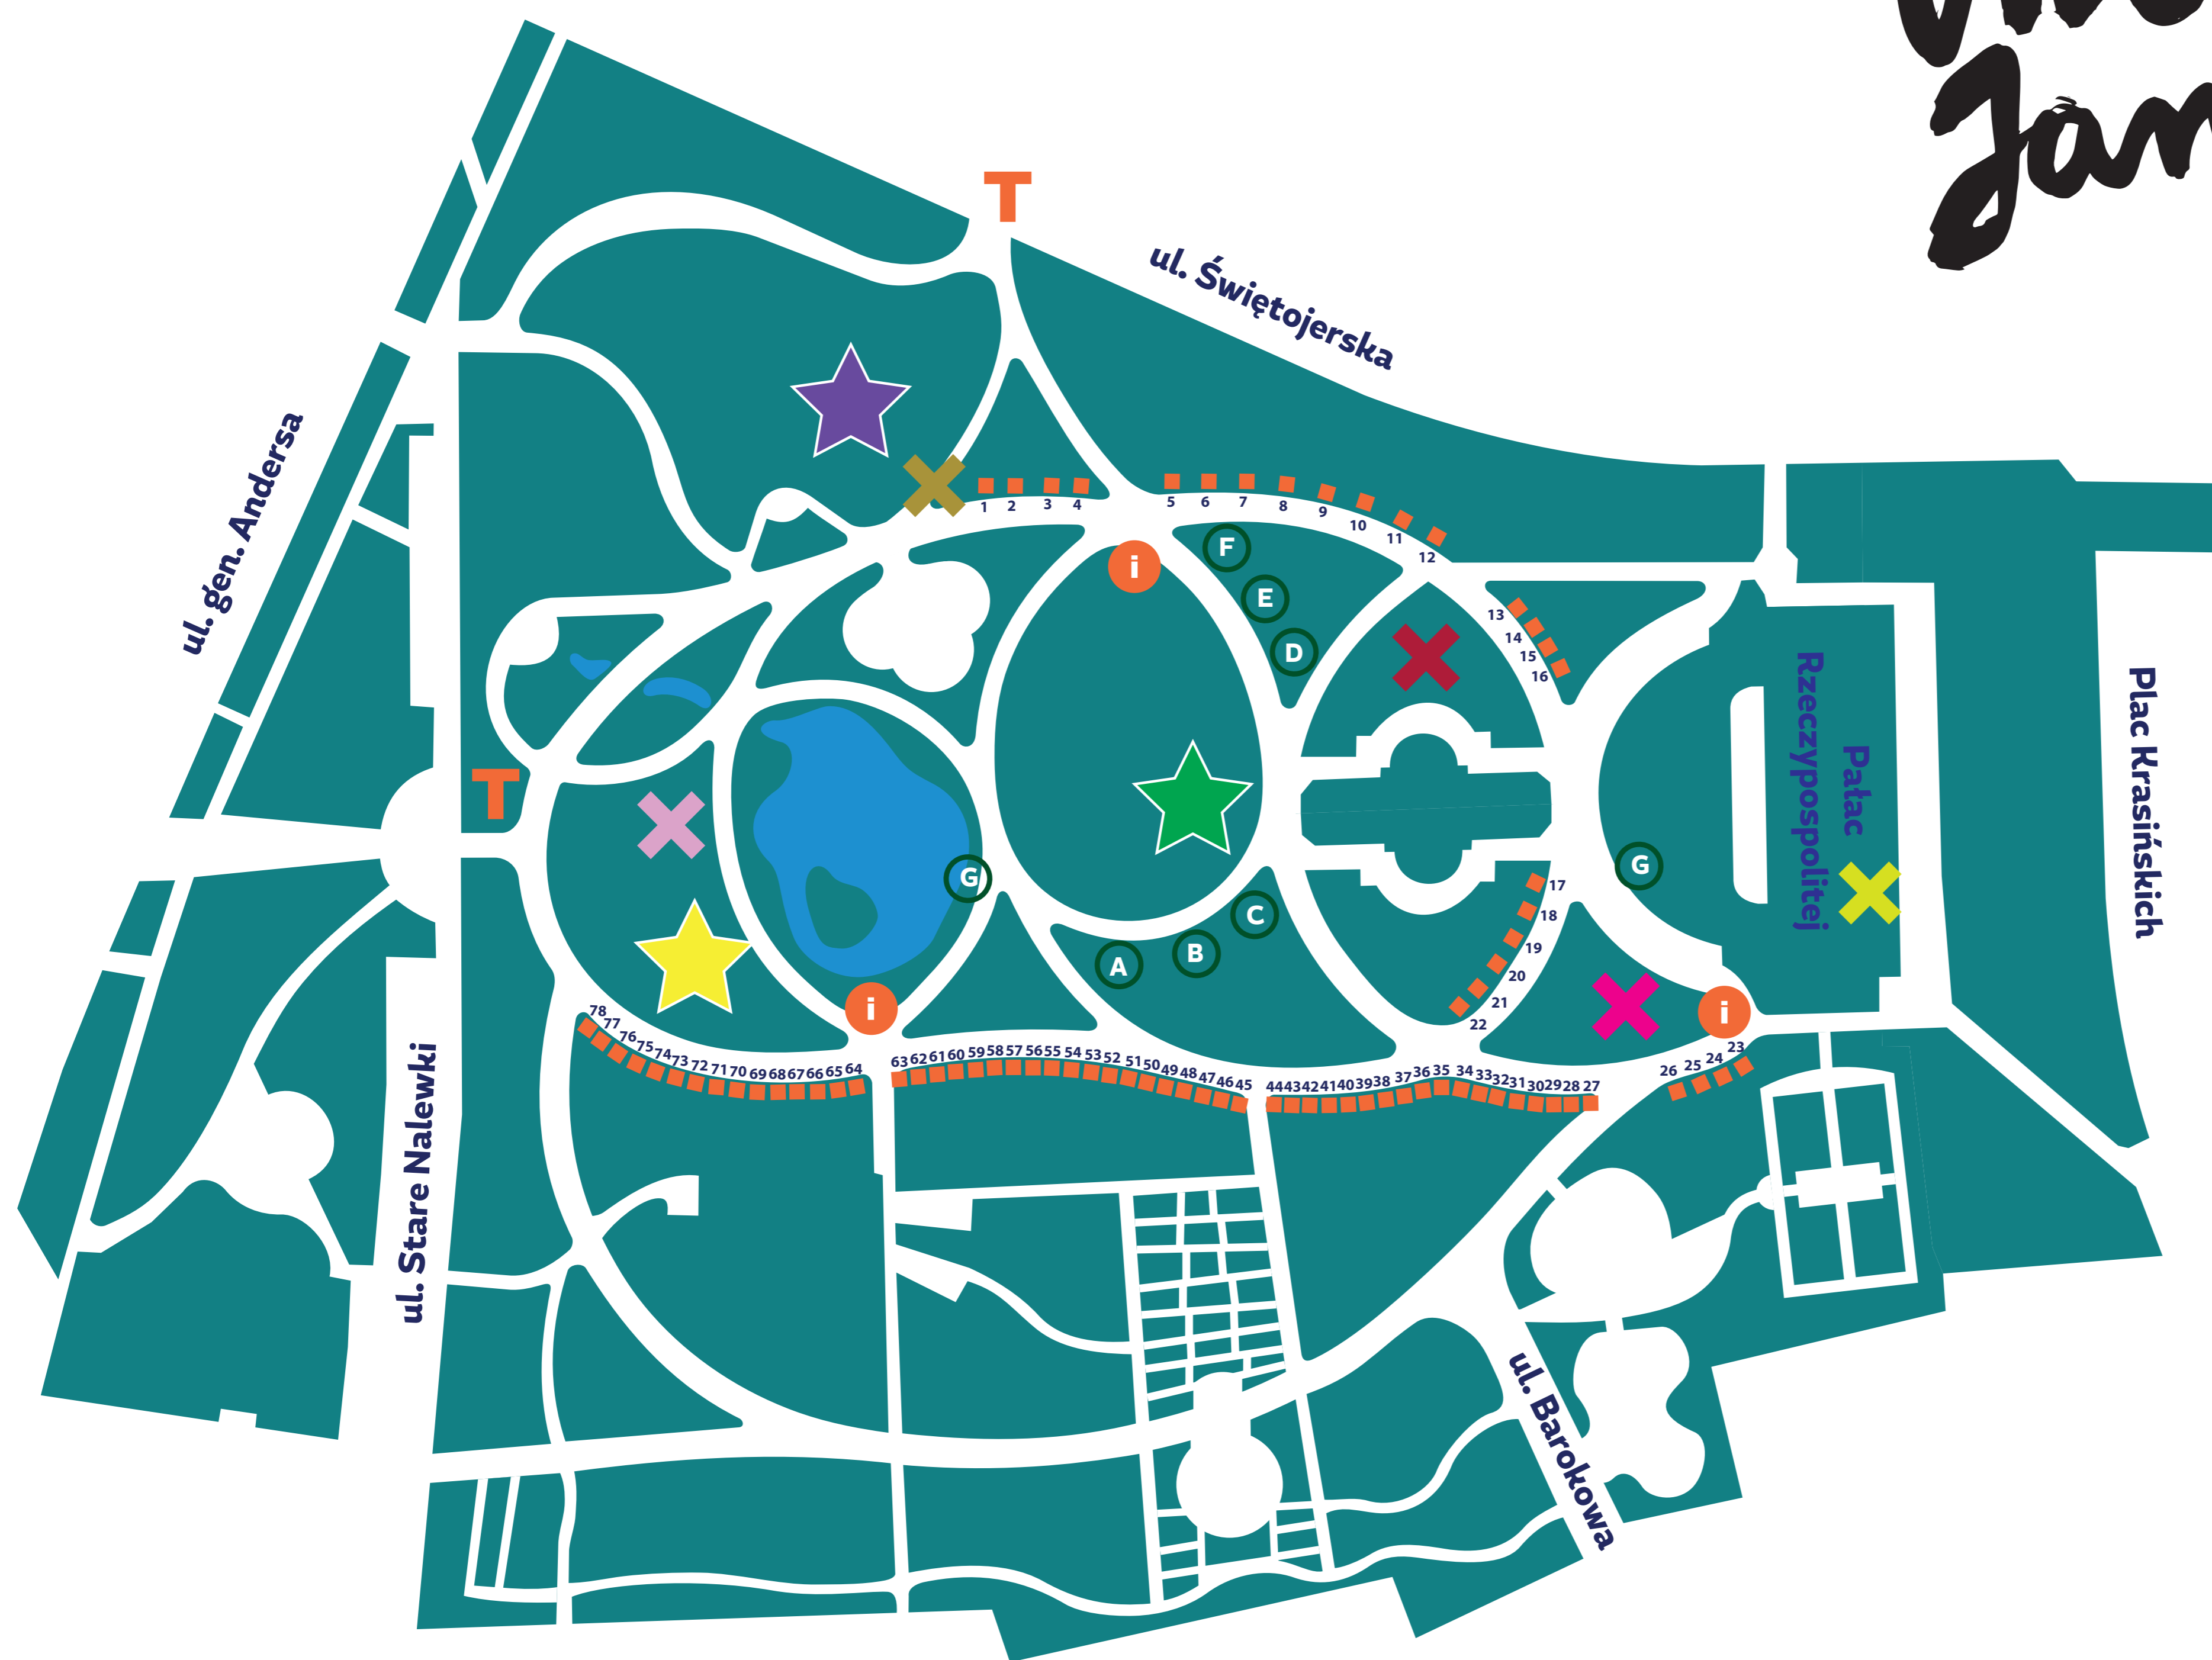 T
ul. Świętojerska
ul. gen. Andersa
1 2 3 4
5 6 7 8 9 10 11 12
i
F
E
D
13
14
15
16
Pałac
Rzeczypospolitej
Plac Krasińskich
T
G
G
C
B
A
17
18
19
20
21
22
i
i
23
24
25
26
78 77 76 75 74 73 72 71 70 69 68 67 66 65 64
63 62 61 60 59 58 57 56 55 54 53 52 51 50 49 48 47 46 45
44 43 42 41 40 39 38 37 36 35 34 33 32 31 30 29 28 27
ul. Stare Nalewki
ul. Barokowa